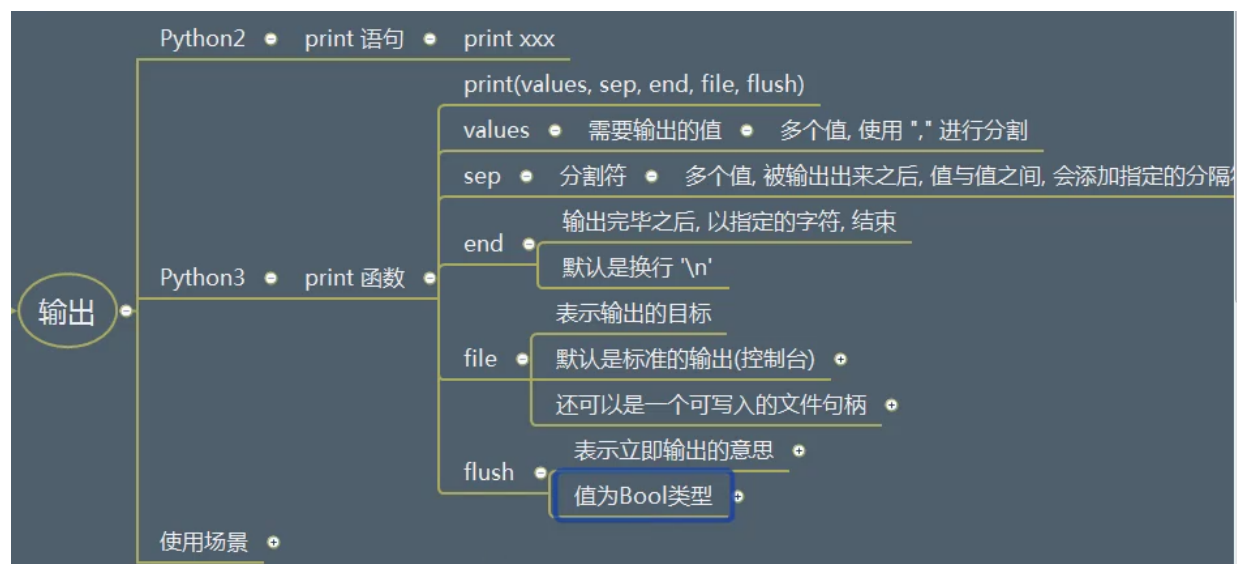 Python2 print 语句 print xxx
print(values, sep, end, file, flush)
values 需要输出的值 多个值, 使用 "," 进行分割
sep 分割符 多个值, 被输出出来之后, 值与值之间, 会添加指定的分隔
输出完毕之后, 以指定的字符, 结束
end
默认是换行 '\n'
Python3 print 函数
输出
表示输出的目标
file 默认是标准的输出(控制台)
还可以是一个可写入的文件句柄
表示立即输出的意思
flush
值为Bool类型
使用场景